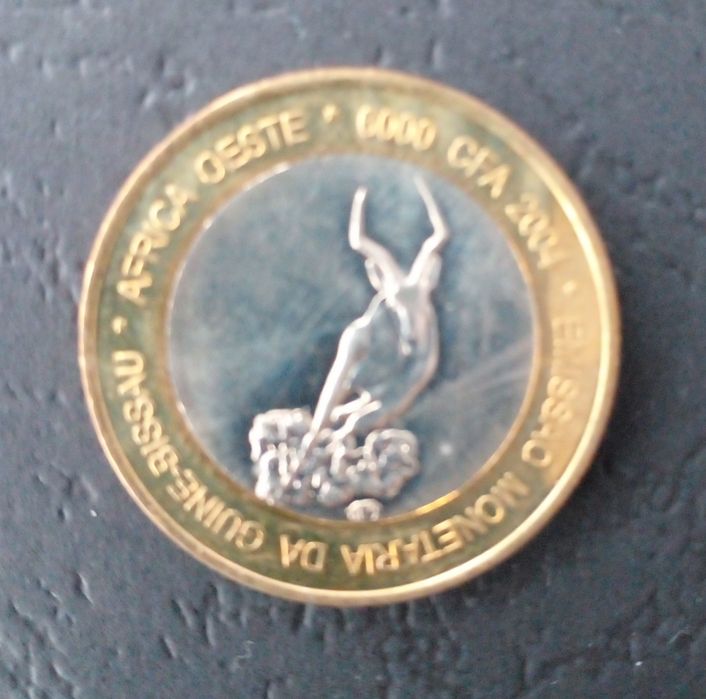 AFRICA OESTE * 6000 CFA 2004 * EMISSAO MONETARIA DA GUINE-BISSAU *